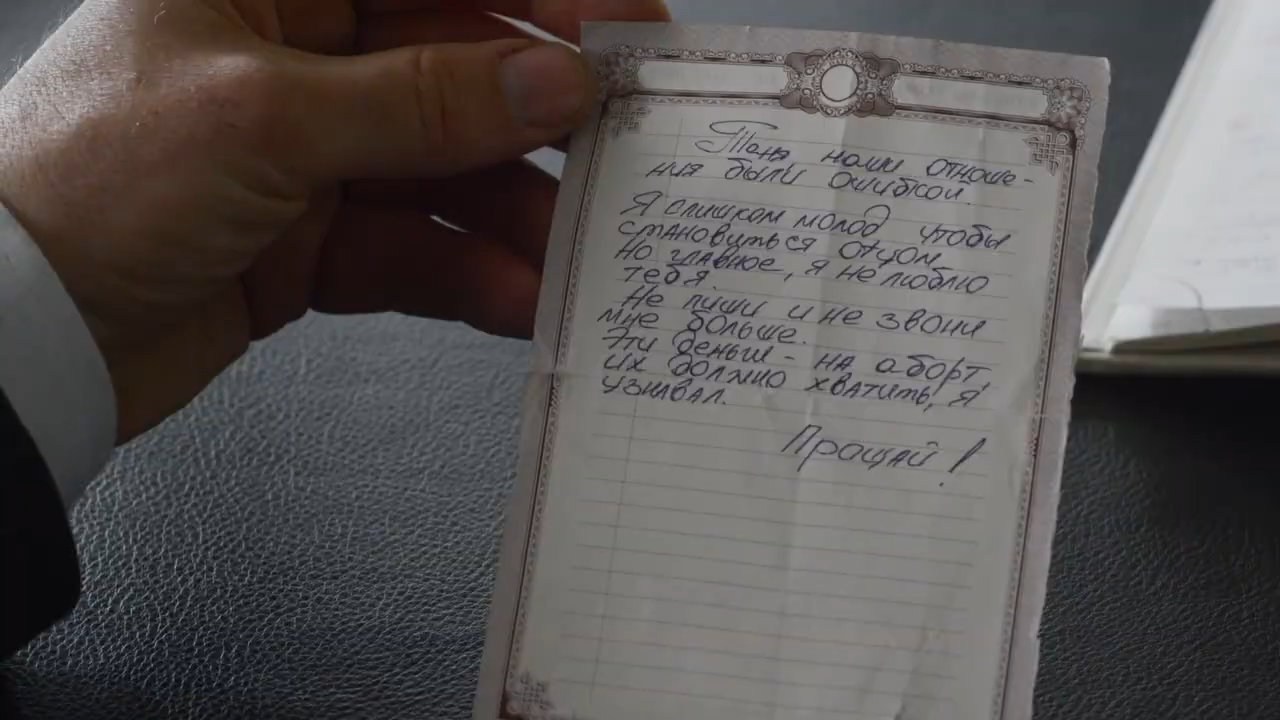 Таня наши отноше-
ния были ошибкой.
Я слишком молод чтобы
становиться отцом
Но главное, я не люблю
тебя.
Не пиши и не звони
мне больше.
Эти деньги - на аборт,
их должно хватить, я
узнавал.
Прощай!